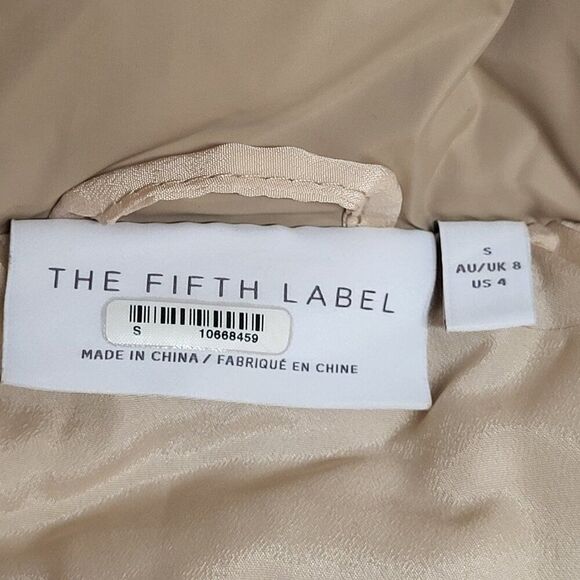 THE FIFTH LABEL
S 10668459
MADE IN CHINA / FABRIQUÉ EN CHINE
S
AU/UK 8
US 4